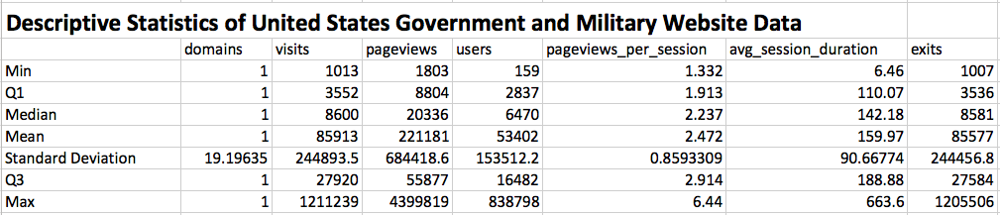 Descriptive Statistics of United States Government and Military Website Data
domains visits pageviews users pageviews_per_session avg_session_duration exits
Min 1 1013 1803 159 1.332 6.46 1007
Q1 1 3552 8804 2837 1.913 110.07 3536
Median 1 8600 20336 6470 2.237 142.18 8581
Mean 1 85913 221181 53402 2.472 159.97 85577
Standard Deviation 19.19635 244893.5 684418.6 153512.2 0.8593309 90.66774 244456.8
Q3 1 27920 55877 16482 2.914 188.88 27584
Max 1 1211239 4399819 838798 6.44 663.6 1205506